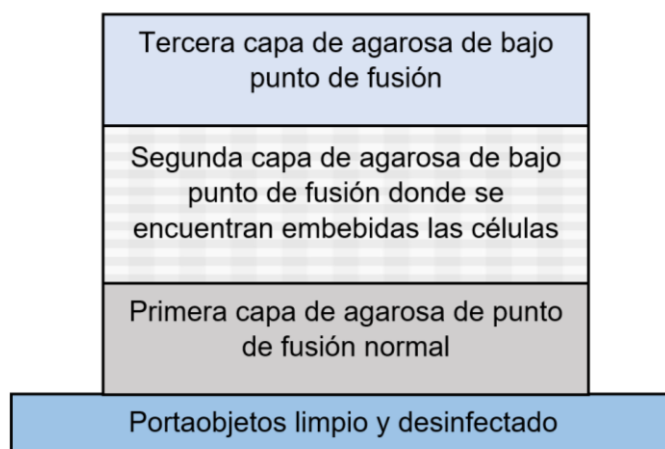 Tercera capa de agarosa de bajo
punto de fusión
Segunda capa de agarosa de bajo
punto de fusión donde se
encuentran embebidas las células
Primera capa de agarosa de punto
de fusión normal
Portaobjetos limpio y desinfectado